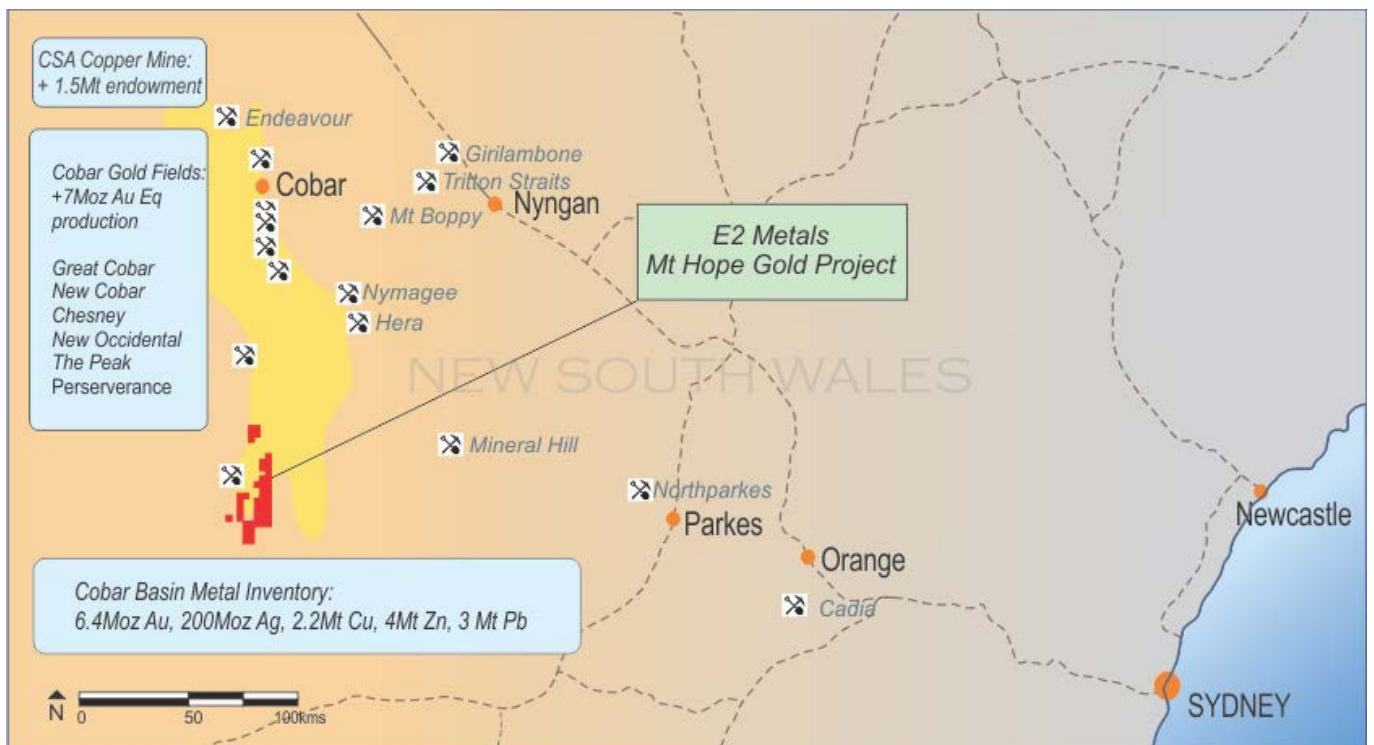 CSA Copper Mine:
+ 1.5Mt endowment
Endeavour
Cobar Gold Fields:
+7Moz Au Eq
production
Great Cobar
New Cobar
Chesney
New Occidental
The Peak
Perserverance
Cobar
Girilambone
Tritton Straits
Mt Boppy
Nyngan
E2 Metals
Mt Hope Gold Project
Nymagee
Hera
NEW SOUTH WALES
Mineral Hill
Northparkes
Parkes
Newcastle
Orange
Cadia
Cobar Basin Metal Inventory:
6.4Moz Au, 200Moz Ag, 2.2Mt Cu, 4Mt Zn, 3 Mt Pb
N
0 50 100kms
SYDNEY